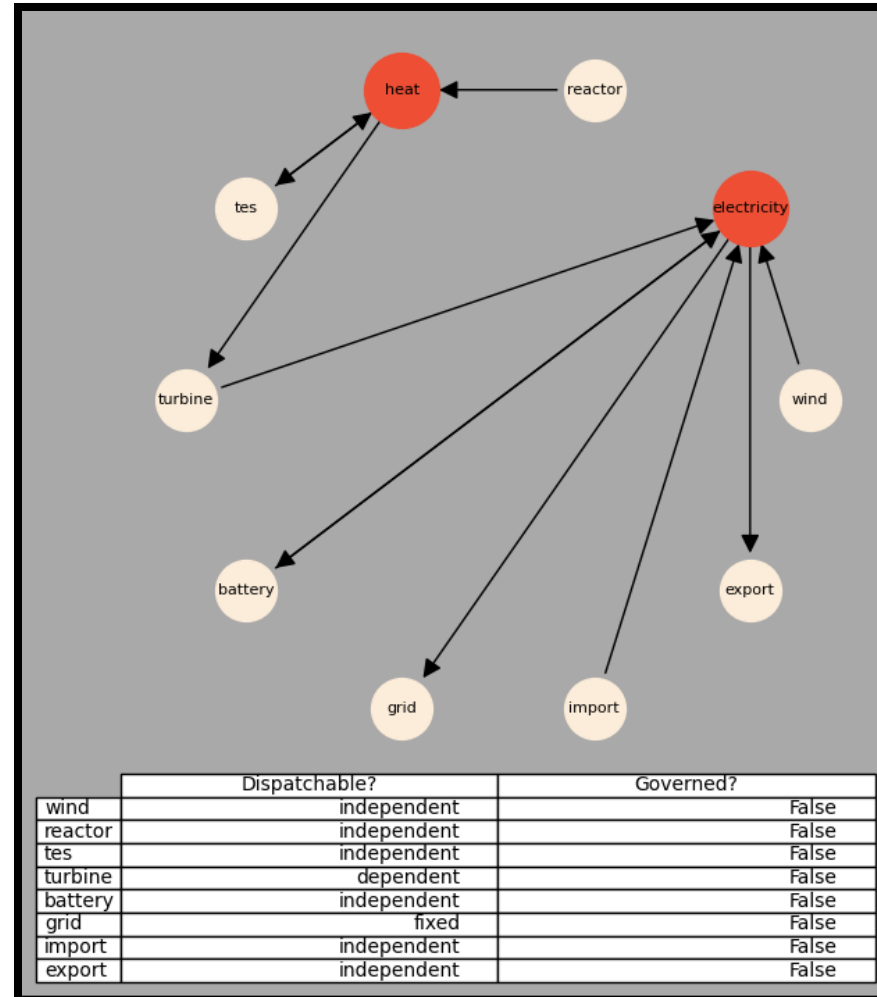 heat
reactor
tes
electricity
turbine
wind
battery
export
grid
import
Dispatchable? Governed?
wind independent False
reactor independent False
tes independent False
turbine dependent False
battery independent False
grid fixed False
import independent False
export independent False